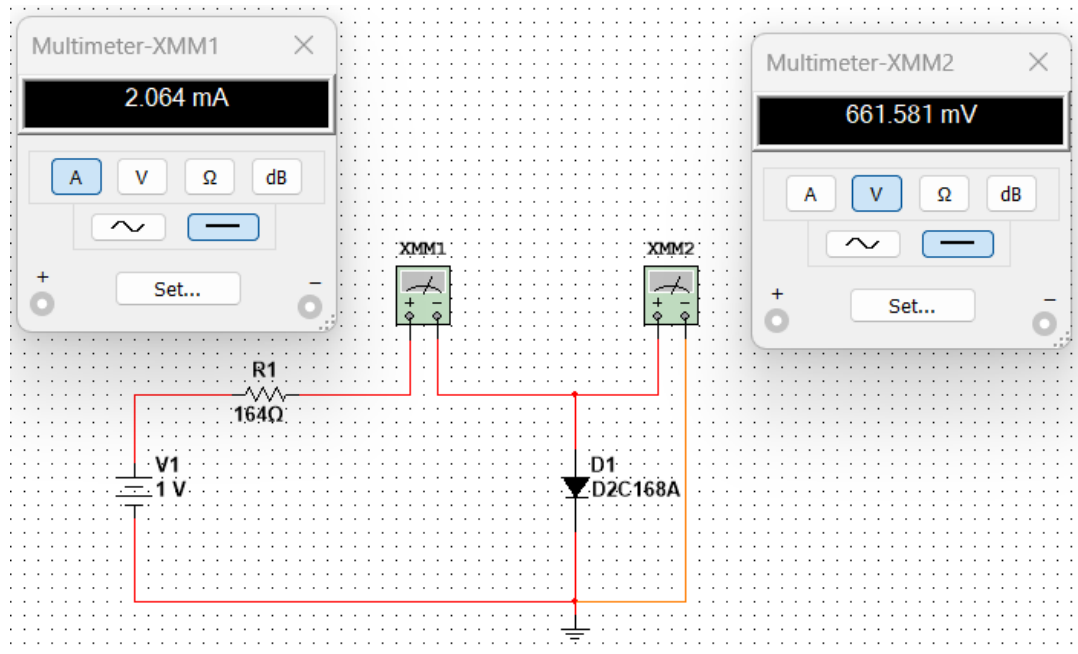 Multimeter-XMM1
2.064 mA
A V Ω dB
+ −
Set...
Multimeter-XMM2
661.581 mV
A V Ω dB
+ −
Set...
XMM1
+ −
XMM2
+ −
R1
164Ω
V1
1 V
D1
D2C168A